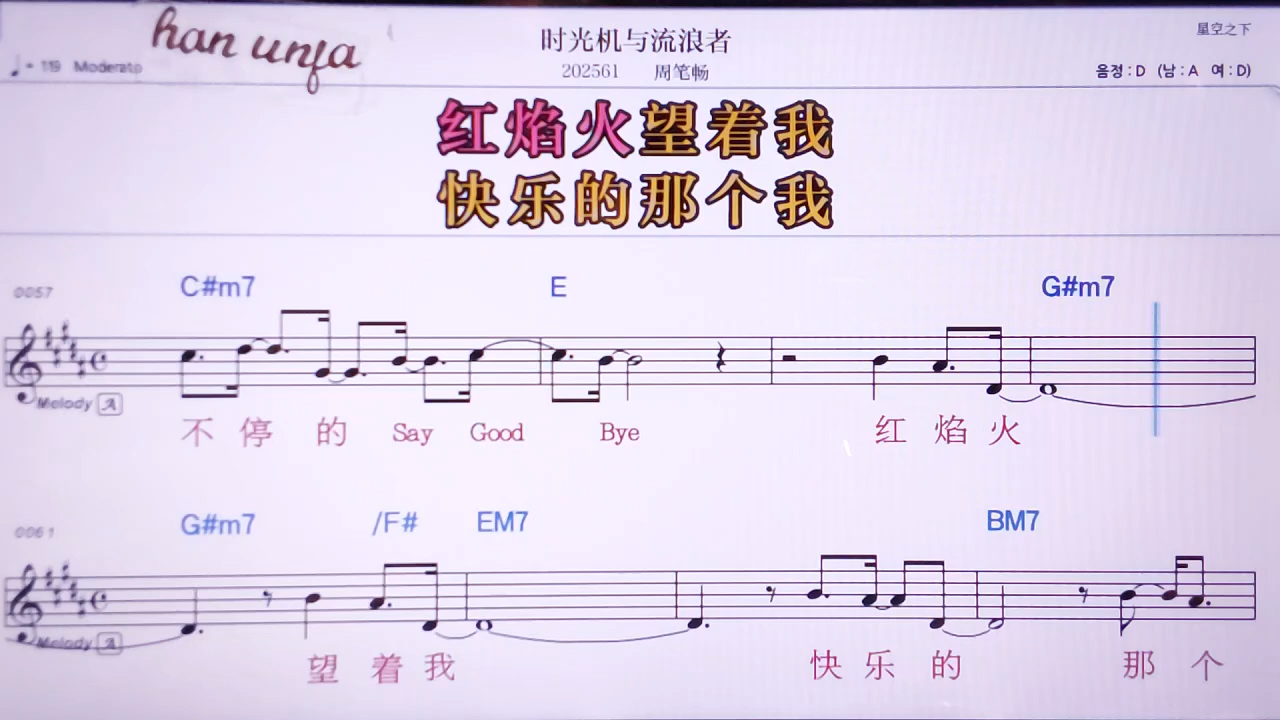 han unfa
时光机与流浪者
星空之下
♩= 119 Moderato
202561 周笔畅
음정 : D (남 : A 여 : D)
红焰火望着我
快乐的那个我
0057
C#m7 E G#m7
Melody A
不 停 的 Say Good Bye 红 焰 火
0061
G#m7 /F# EM7 BM7
Melody A
望 着 我 快 乐 的 那 个